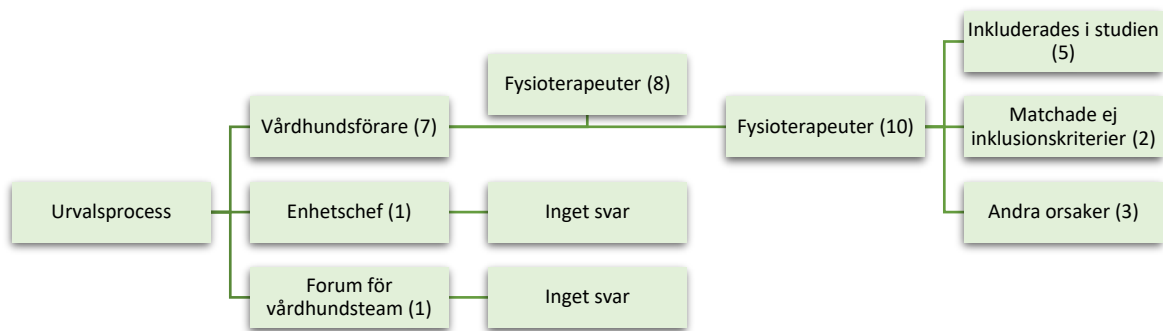 Urvalsprocess
Vårdhundsförare (7)
Fysioterapeuter (8)
Fysioterapeuter (10)
Inkluderades i studien
(5)
Matchade ej
inklusionskriterier (2)
Andra orsaker (3)
Enhetschef (1)
Inget svar
Forum för
vårdhundsteam (1)
Inget svar